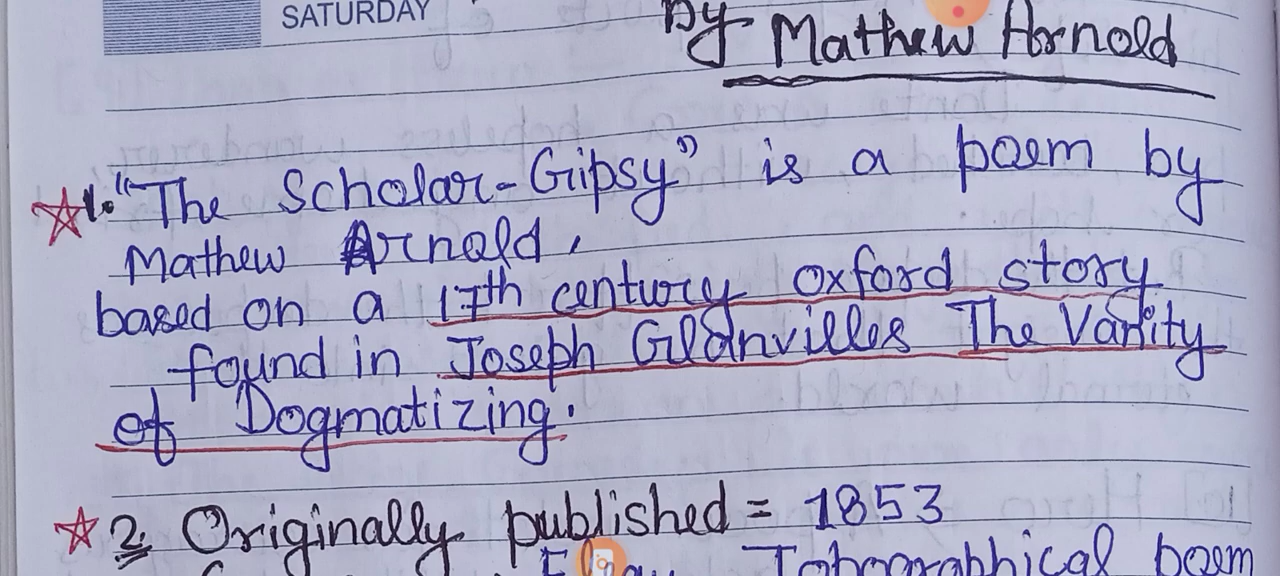 SATURDAY
By Mathew Arnold
1. "The Scholar-Gipsy" is a poem by
Mathew Arnold,
based on a 17th century Oxford story
found in Joseph Glanvilles The Vanity
of Dogmatizing.
2. Originally published = 1853
Topographical poem